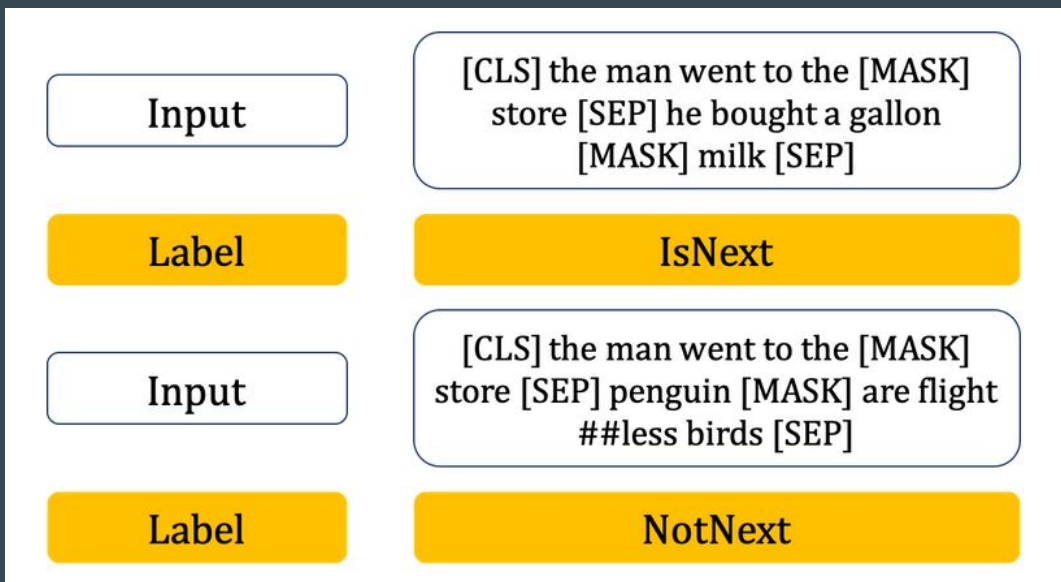 Input
[CLS] the man went to the [MASK]
store [SEP] he bought a gallon
[MASK] milk [SEP]
Label
IsNext
Input
[CLS] the man went to the [MASK]
store [SEP] penguin [MASK] are flight
##less birds [SEP]
Label
NotNext